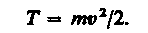 T = mv²/2.